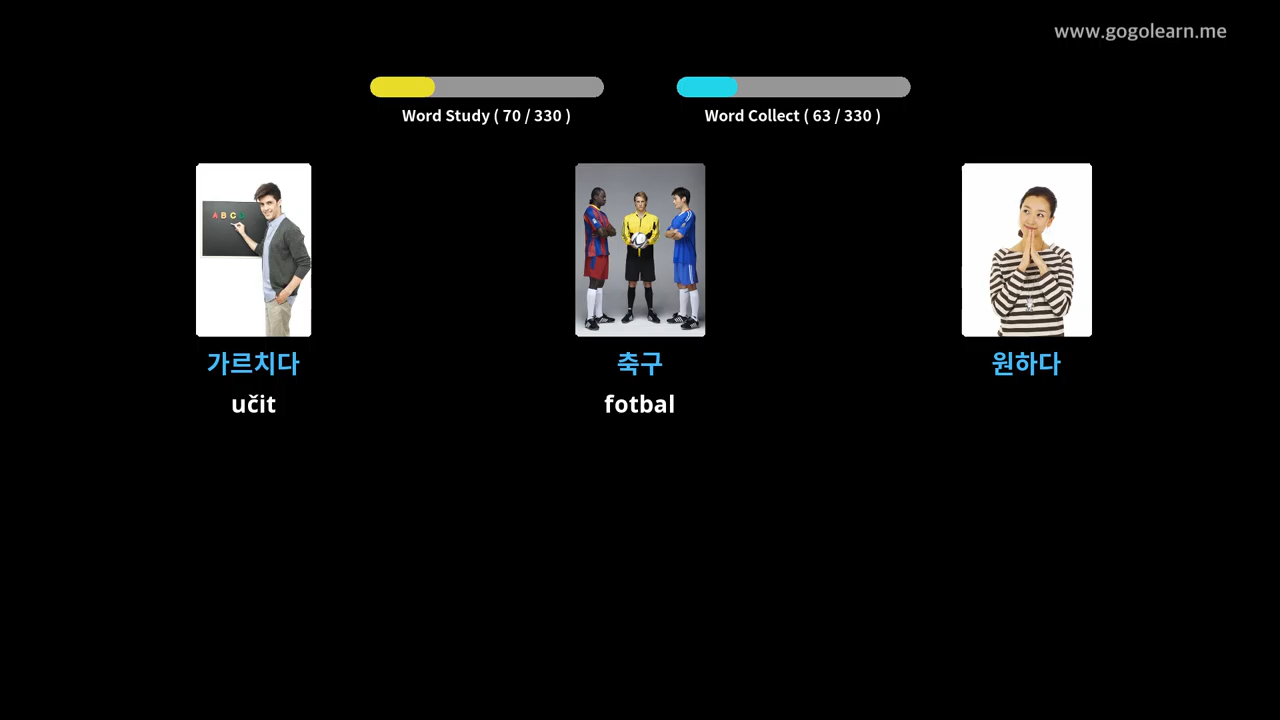 www.gogolearn.me
Word Study ( 70 / 330 )
Word Collect ( 63 / 330 )
A B C
가르치다
축구
원하다
učit
fotbal